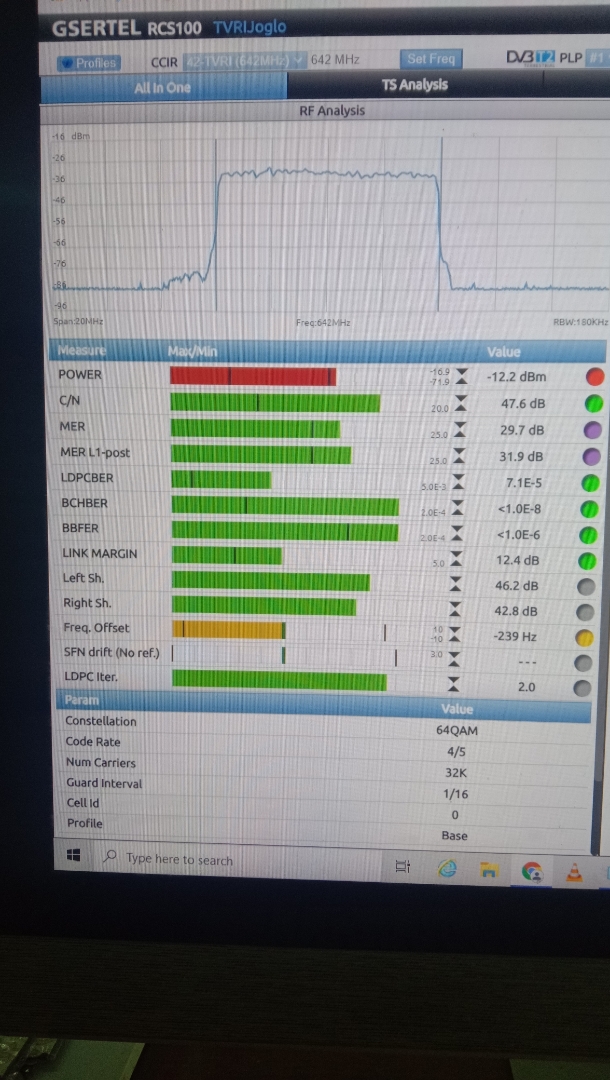 GSERTEL RCS100 TVRIJoglo
Profiles CCIR 42-TVRI (642MHz) 642 MHz Set Freq DVB T2 PLP #1
All In One TS Analysis
RF Analysis
-16 dBm
-26
-36
-46
-56
-66
-76
-86
-96
Span:20MHz Freq:642MHz RBW:180KHz
Measure Max/Min Value
POWER -16.9 -71.9 -12.2 dBm
C/N 20.0 47.6 dB
MER 25.0 29.7 dB
MER L1-post 25.0 31.9 dB
LDPCBER 5.0E-3 7.1E-5
BCHBER 2.0E-4 <1.0E-8
BBFER 2.0E-4 <1.0E-6
LINK MARGIN 5.0 12.4 dB
Left Sh. 46.2 dB
Right Sh. 42.8 dB
Freq. Offset 10 -10 -239 Hz
SFN drift (No ref.) 3.0 ---
LDPC Iter. 2.0
Param Value
Constellation 64QAM
Code Rate 4/5
Num Carriers 32K
Guard Interval 1/16
Cell Id 0
Profile Base
Type here to search